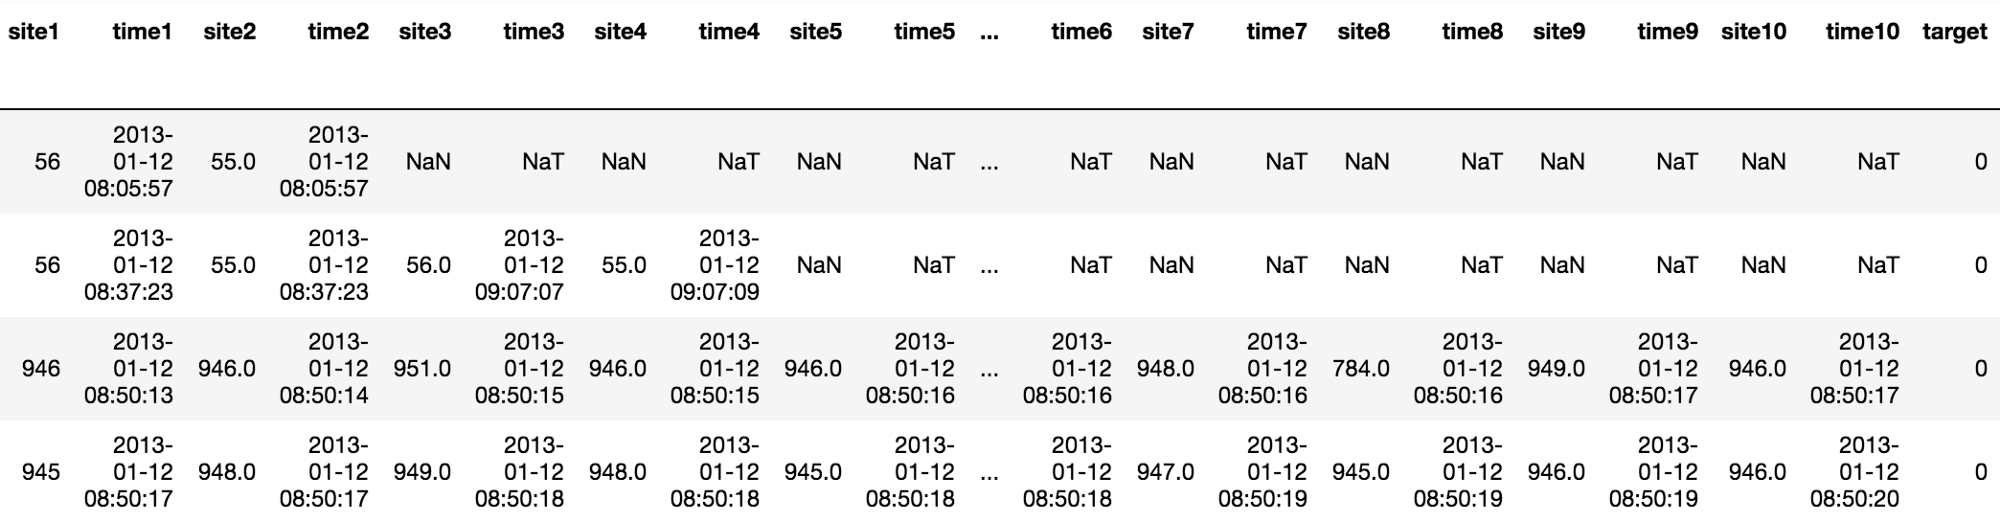 site1 time1 site2 time2 site3 time3 site4 time4 site5 time5 ... time6 site7 time7 site8 time8 site9 time9 site10 time10 target
2013- 2013-
56 01-12 55.0 01-12 NaN NaT NaN NaT NaN NaT ... NaT NaN NaT NaN NaT NaN NaT NaN NaT 0
08:05:57 08:05:57
2013- 2013- 2013- 2013-
56 01-12 55.0 01-12 56.0 01-12 55.0 01-12 NaN NaT ... NaT NaN NaT NaN NaT NaN NaT NaN NaT 0
08:37:23 08:37:23 09:07:07 09:07:09
2013- 2013- 2013- 2013- 2013- 2013- 2013- 2013- 2013- 2013-
946 01-12 946.0 01-12 951.0 01-12 946.0 01-12 946.0 01-12 ... 01-12 948.0 01-12 784.0 01-12 949.0 01-12 946.0 01-12 0
08:50:13 08:50:14 08:50:15 08:50:15 08:50:16 08:50:16 08:50:16 08:50:16 08:50:17 08:50:17
2013- 2013- 2013- 2013- 2013- 2013- 2013- 2013- 2013- 2013-
945 01-12 948.0 01-12 949.0 01-12 948.0 01-12 945.0 01-12 ... 01-12 947.0 01-12 945.0 01-12 946.0 01-12 946.0 01-12 0
08:50:17 08:50:17 08:50:18 08:50:18 08:50:18 08:50:18 08:50:19 08:50:19 08:50:19 08:50:20